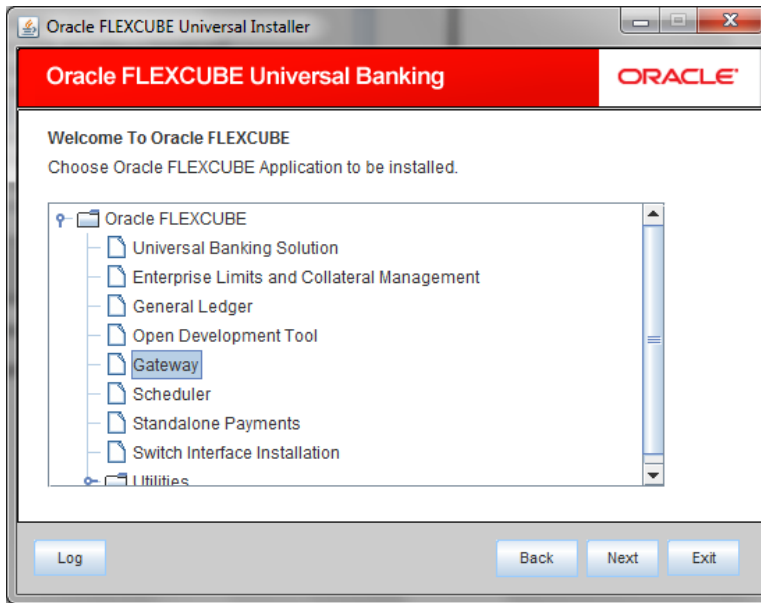 Oracle FLEXCUBE Universal Installer
Oracle FLEXCUBE Universal Banking
ORACLE
Welcome To Oracle FLEXCUBE
Choose Oracle FLEXCUBE Application to be installed.
Oracle FLEXCUBE
Universal Banking Solution
Enterprise Limits and Collateral Management
General Ledger
Open Development Tool
Gateway
Scheduler
Standalone Payments
Switch Interface Installation
Utilities
Log Back Next Exit